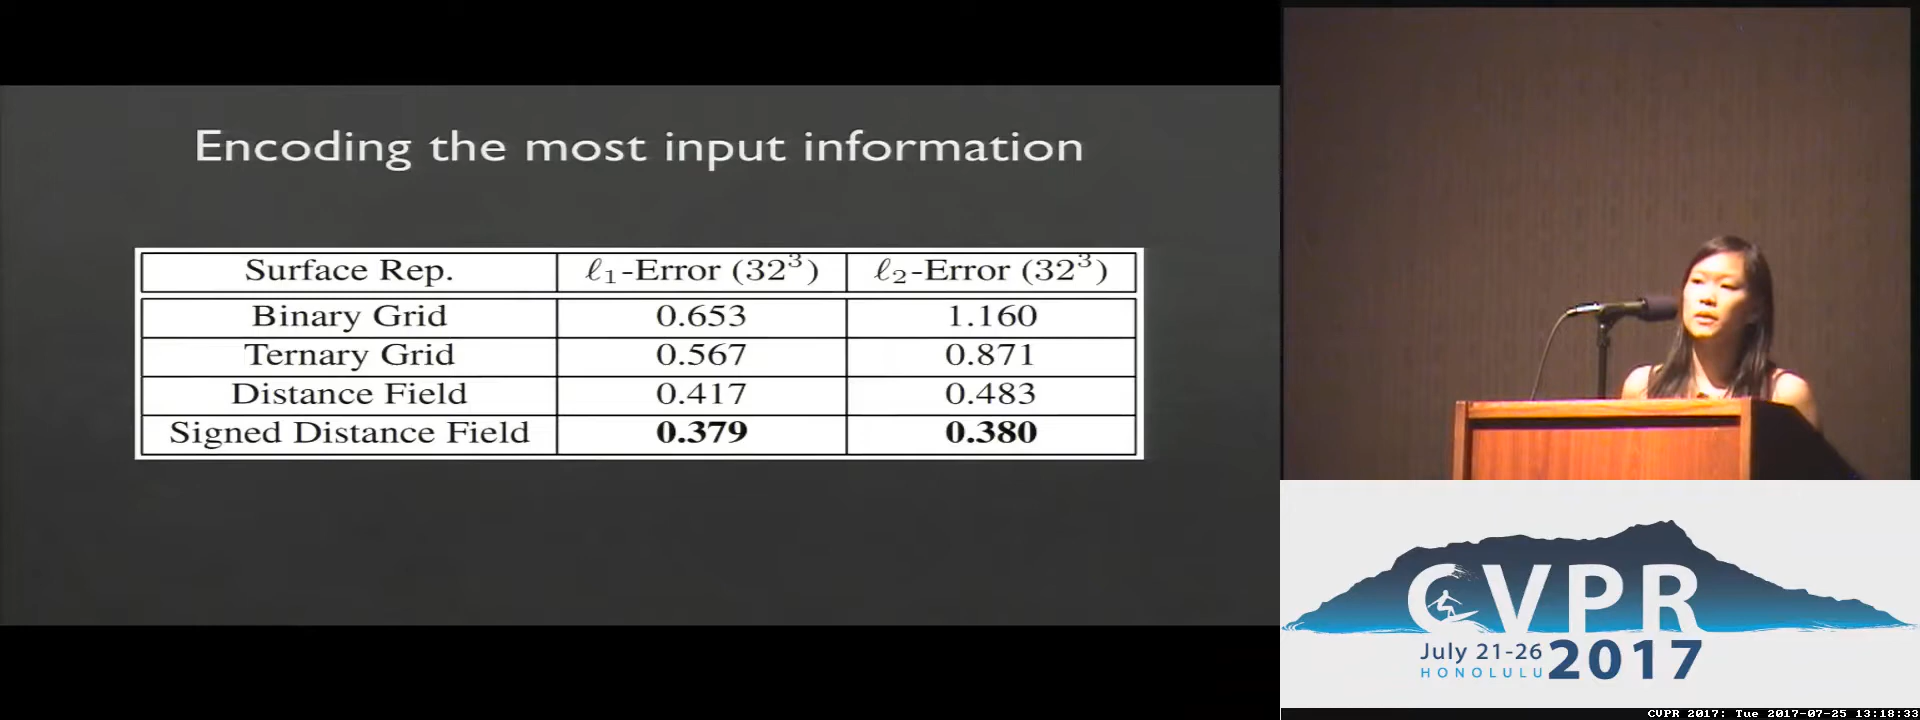 Encoding the most input information
Surface Rep. ℓ₁-Error (32³) ℓ₂-Error (32³)
Binary Grid 0.653 1.160
Ternary Grid 0.567 0.871
Distance Field 0.417 0.483
Signed Distance Field 0.379 0.380
CVPR
July 21-26
HONOLULU
2017
CVPR 2017: Tue 2017-07-25 13:18:33